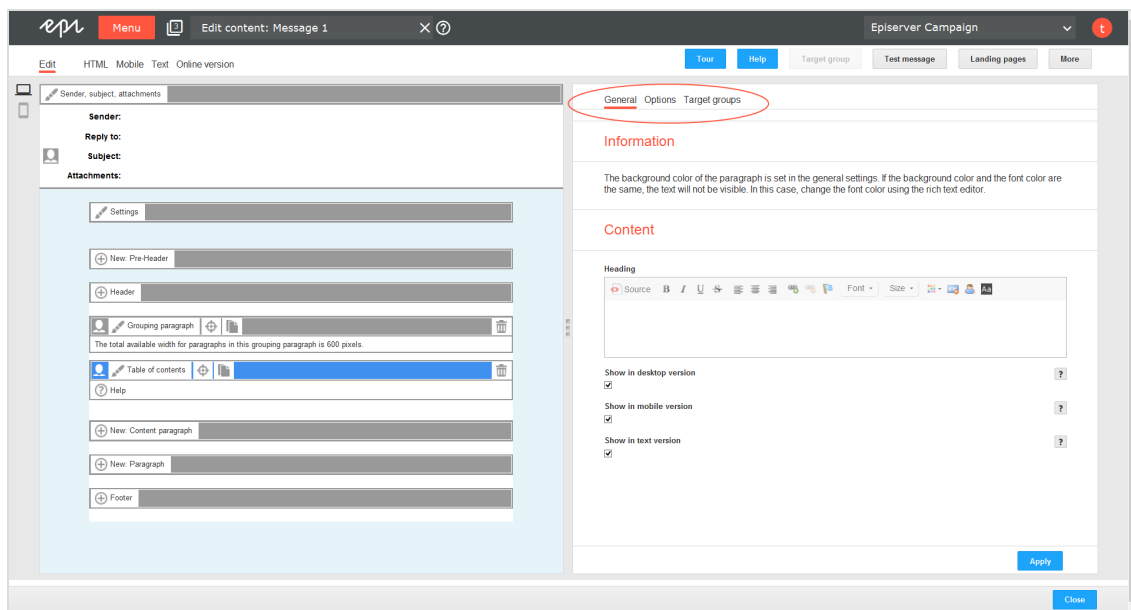 epi Menu 3 Edit content: Message 1 Episerver Campaign t
Edit HTML Mobile Text Online version Tour Help Target group Test message Landing pages More
Sender, subject, attachments
Sender:
Reply to:
Subject:
Attachments:
Settings
New: Pre-Header
Header
Grouping paragraph
The total available width for paragraphs in this grouping paragraph is 600 pixels.
Table of contents
? Help
New: Content paragraph
New: Paragraph
Footer
General Options Target groups
Information
The background color of the paragraph is set in the general settings. If the background color and the font color are
the same, the text will not be visible. In this case, change the font color using the rich text editor.
Content
Heading
Source B I U S Font Size Aa
Show in desktop version ?
Show in mobile version ?
Show in text version ?
Apply
Close